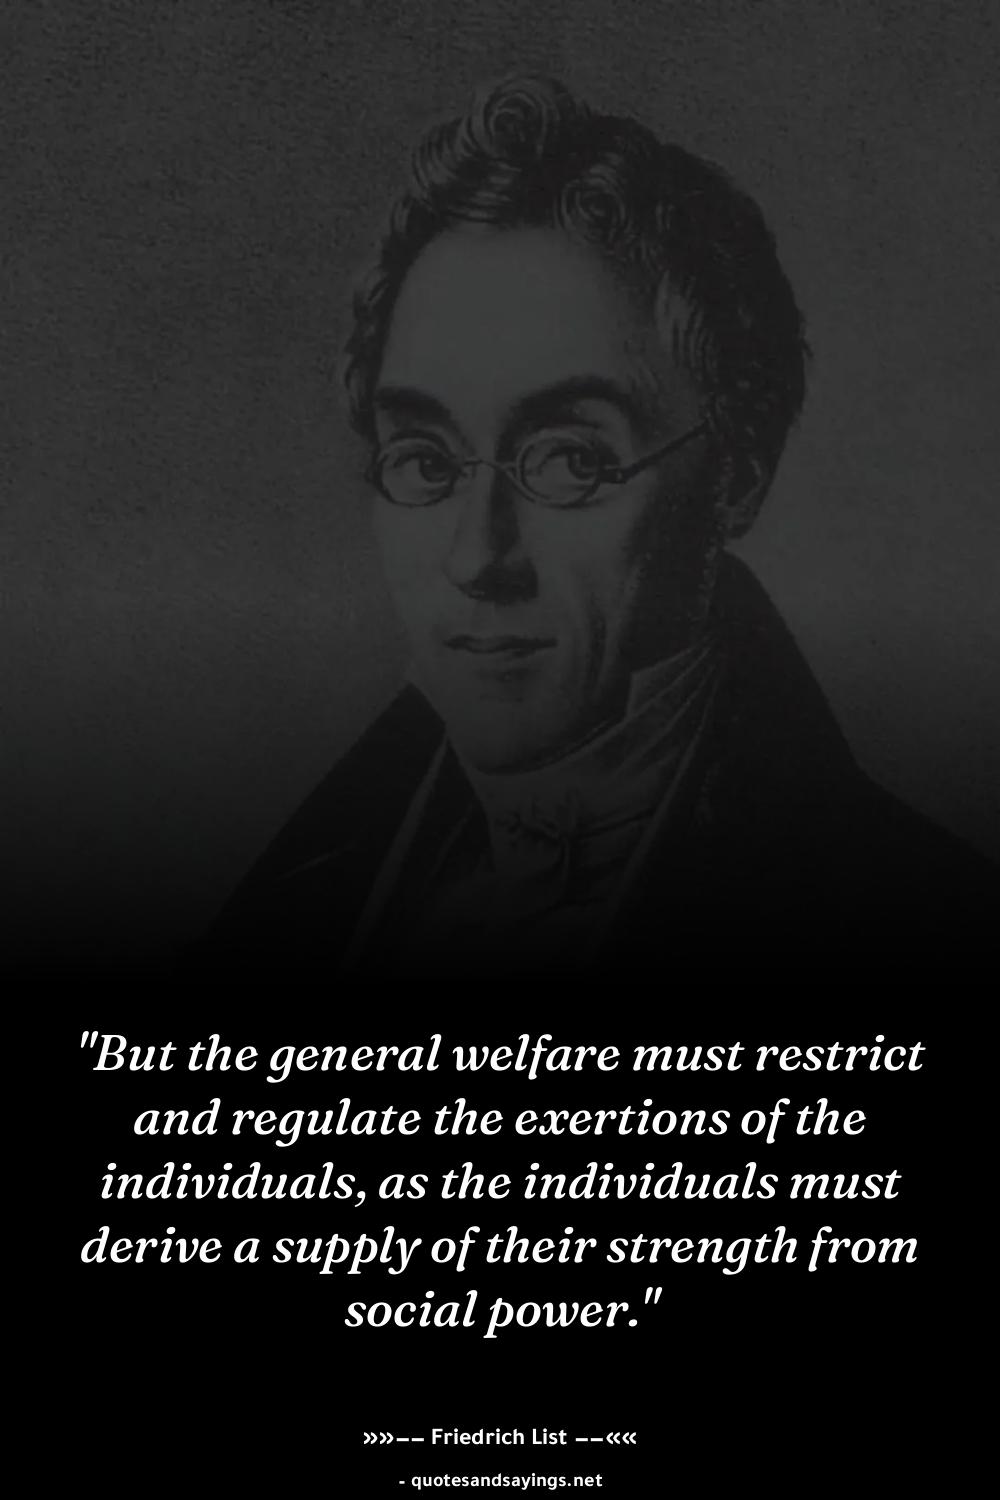 "But the general welfare must restrict
and regulate the exertions of the
individuals, as the individuals must
derive a supply of their strength from
social power."
»»–– Friedrich List ––««
- quotesandsayings.net